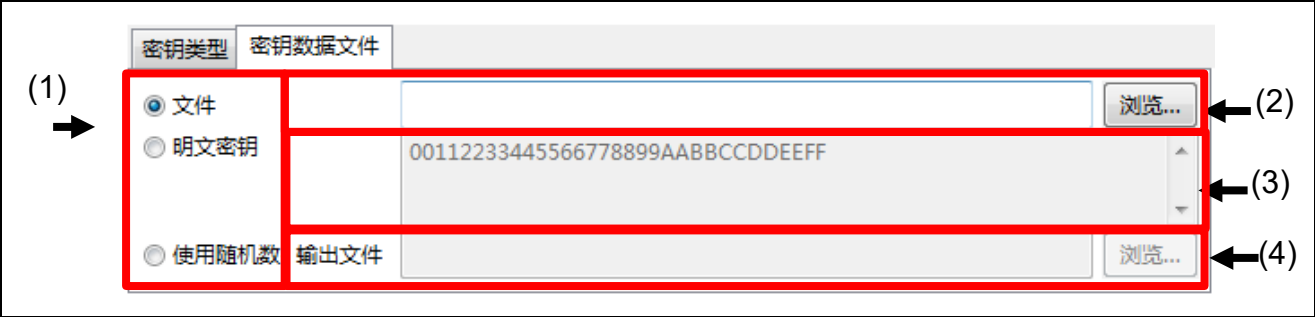 密钥类型 密钥数据文件
(1)
文件 浏览... (2)
明文密钥 00112233445566778899AABBCCDDEEFF
(3)
使用随机数 输出文件 浏览... (4)